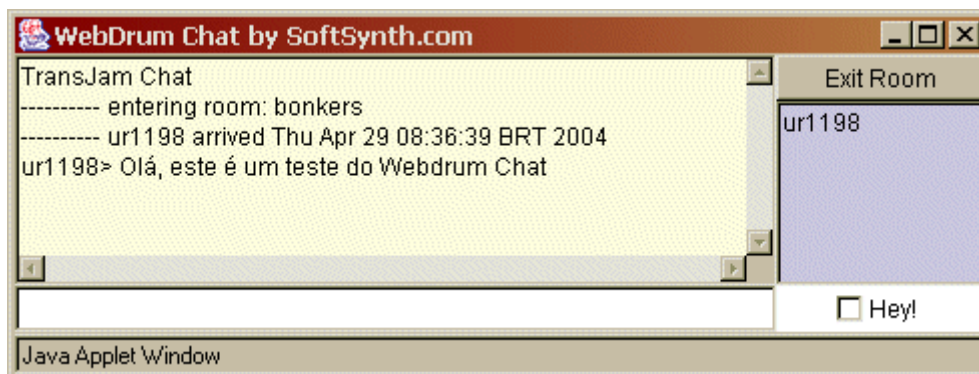 WebDrum Chat by SoftSynth.com
TransJam Chat
---------- entering room: bonkers
---------- ur1198 arrived Thu Apr 29 08:36:39 BRT 2004
ur1198> Olá, este é um teste do Webdrum Chat
Exit Room
ur1198
Hey!
Java Applet Window